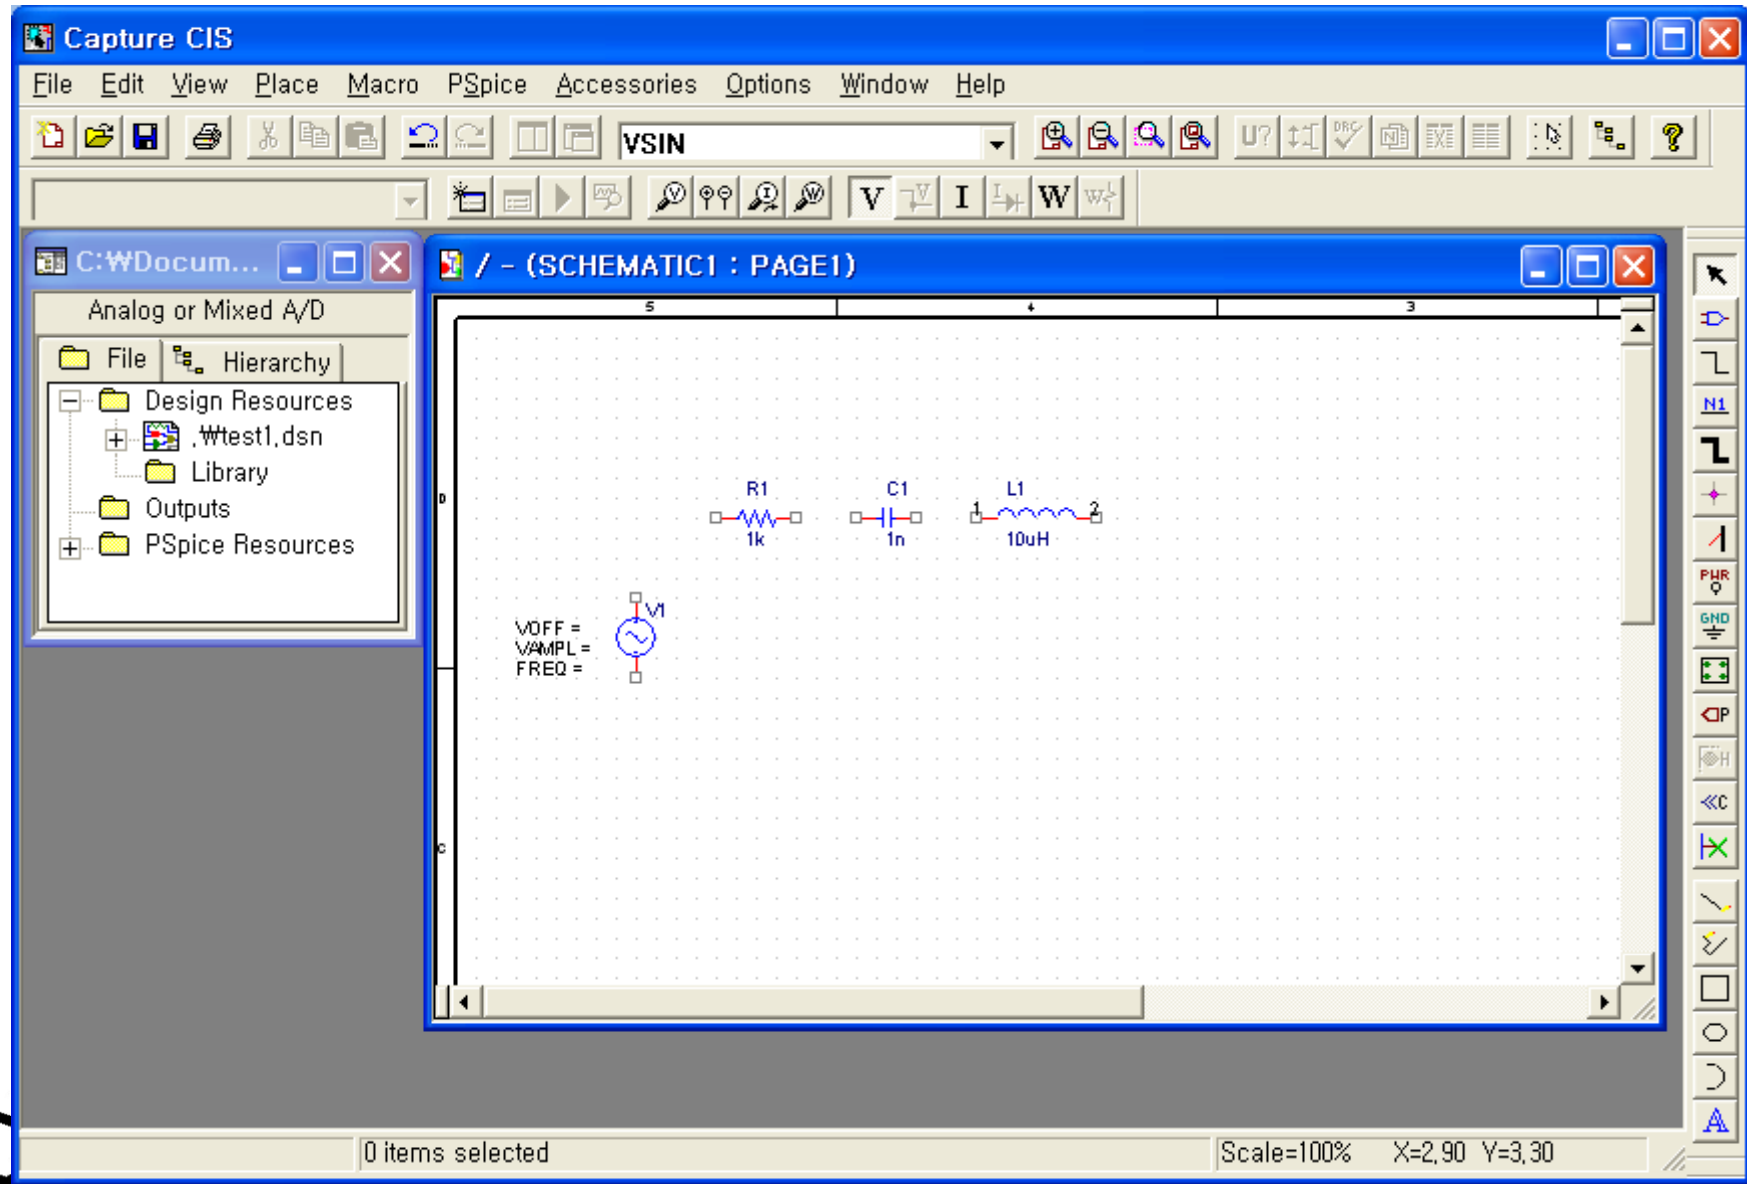 Capture CIS
File Edit View Place Macro PSpice Accessories Options Window Help
VSIN
U? DRC
V I W
C:₩Docum...
Analog or Mixed A/D
File Hierarchy
Design Resources
.₩test1.dsn
Library
Outputs
PSpice Resources
/ - (SCHEMATIC1 : PAGE1)
5 4 3
D
C
R1
1k
C1
1n
L1
1 2
10uH
V1
VOFF =
VAMPL =
FREQ =
N1
PWR
GND
P
H
C
A
0 items selected
Scale=100% X=2.90 Y=3.30